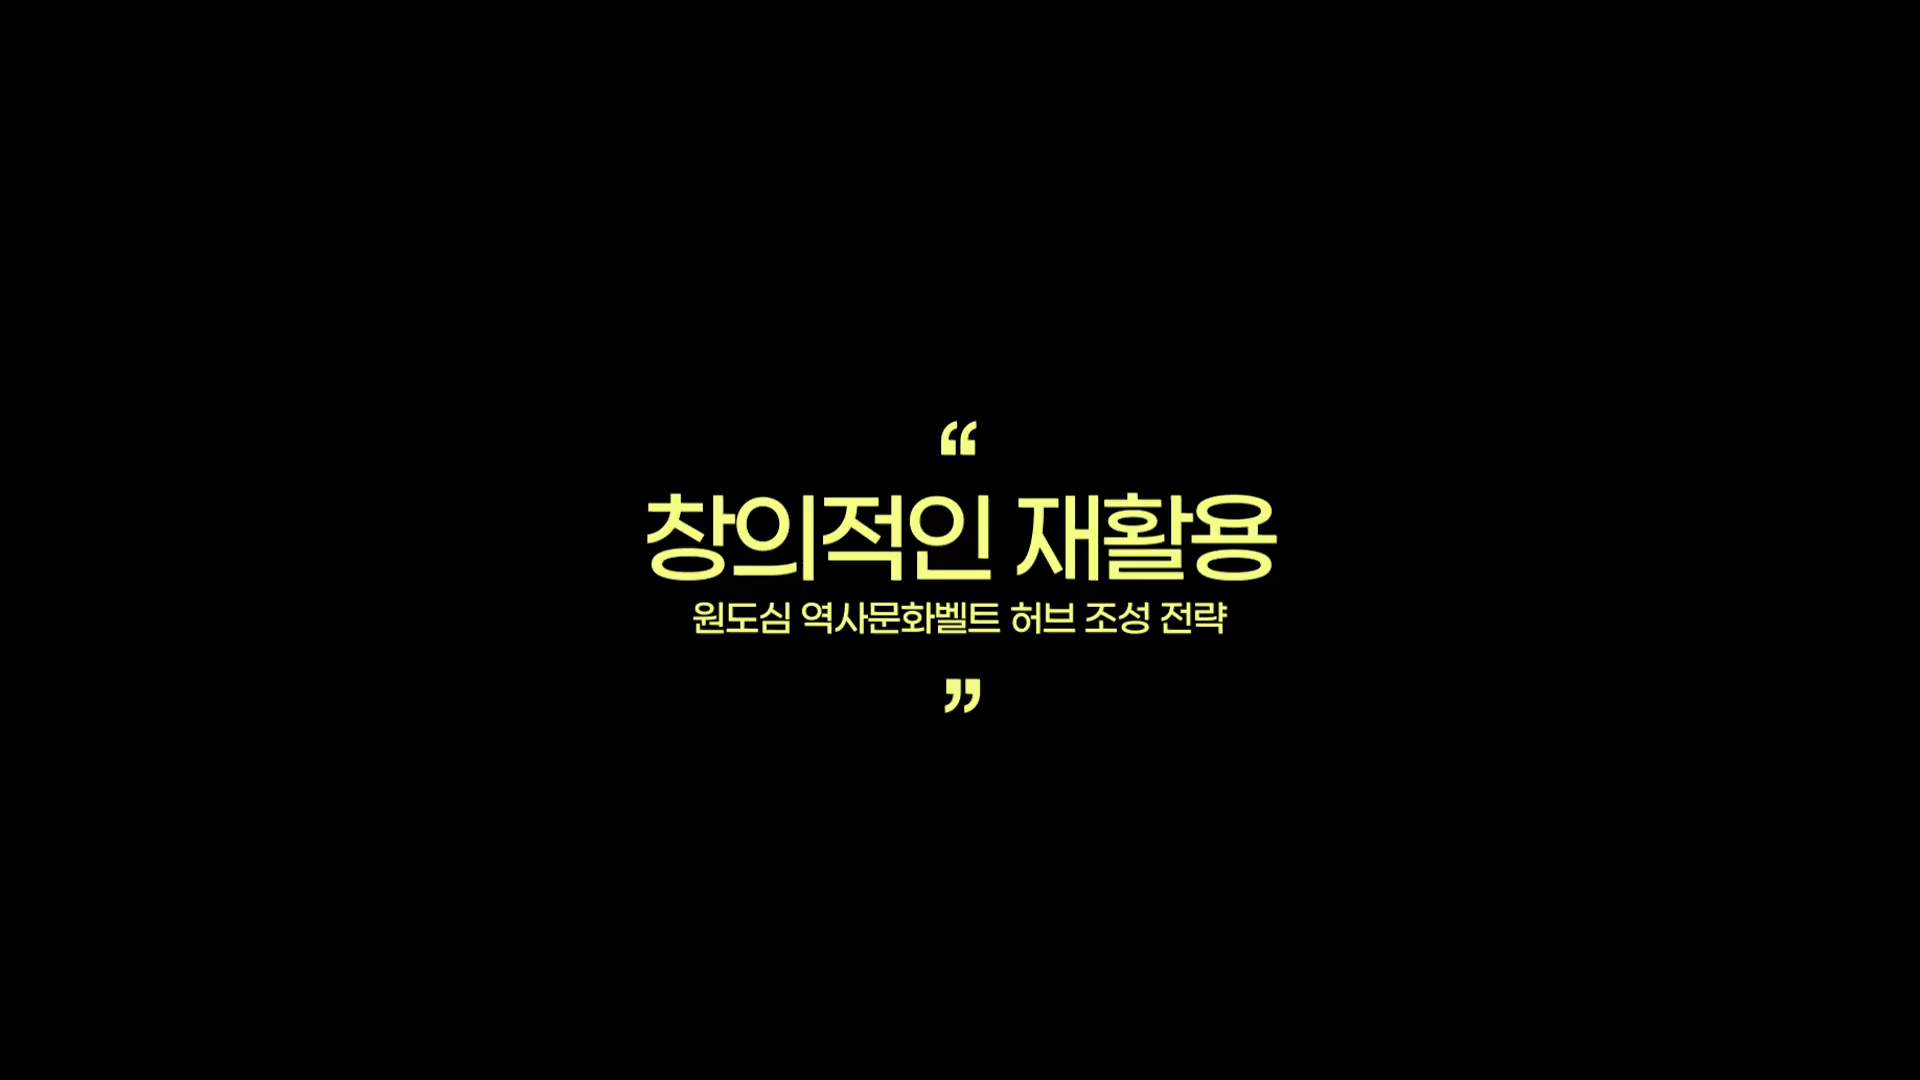 “
창의적인 재활용
원도심 역사문화벨트 허브 조성 전략
”